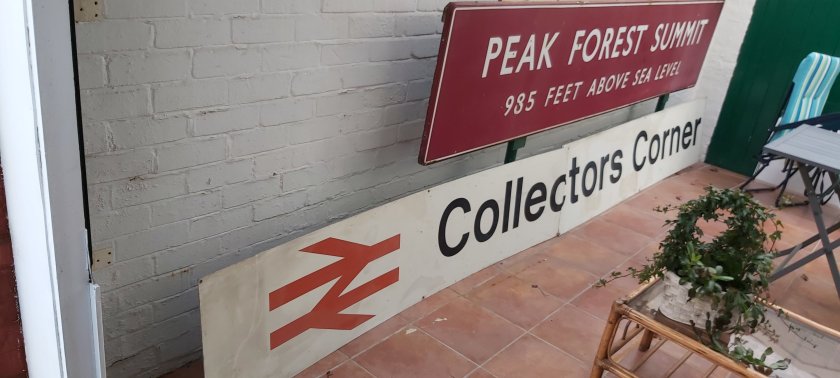 PEAK FOREST SUMMIT
985 FEET ABOVE SEA LEVEL
Collectors Corner